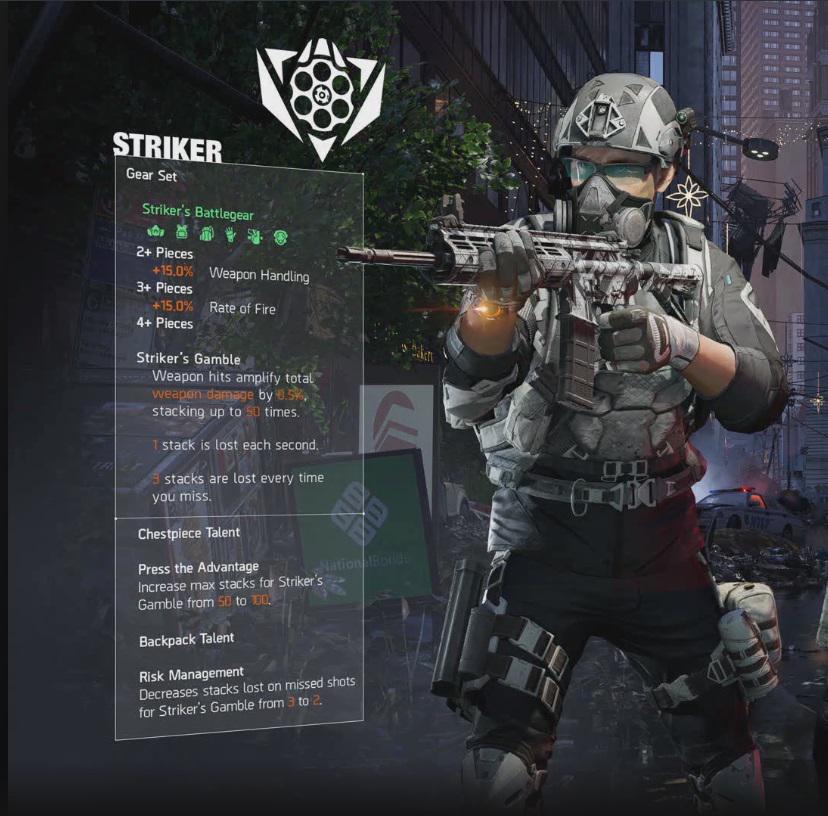 STRIKER
Gear Set
Striker's Battlegear
2+ Pieces
+15.0% Weapon Handling
3+ Pieces
+15.0% Rate of Fire
4+ Pieces
Striker's Gamble
Weapon hits amplify total
weapon damage by 0.5%,
stacking up to 50 times.
1 stack is lost each second.
3 stacks are lost every time
you miss.
Chestpiece Talent
Press the Advantage
Increase max stacks for Striker's
Gamble from 50 to 100.
Backpack Talent
Risk Management
Decreases stacks lost on missed shots
for Striker's Gamble from 3 to 2.
NationalBonds